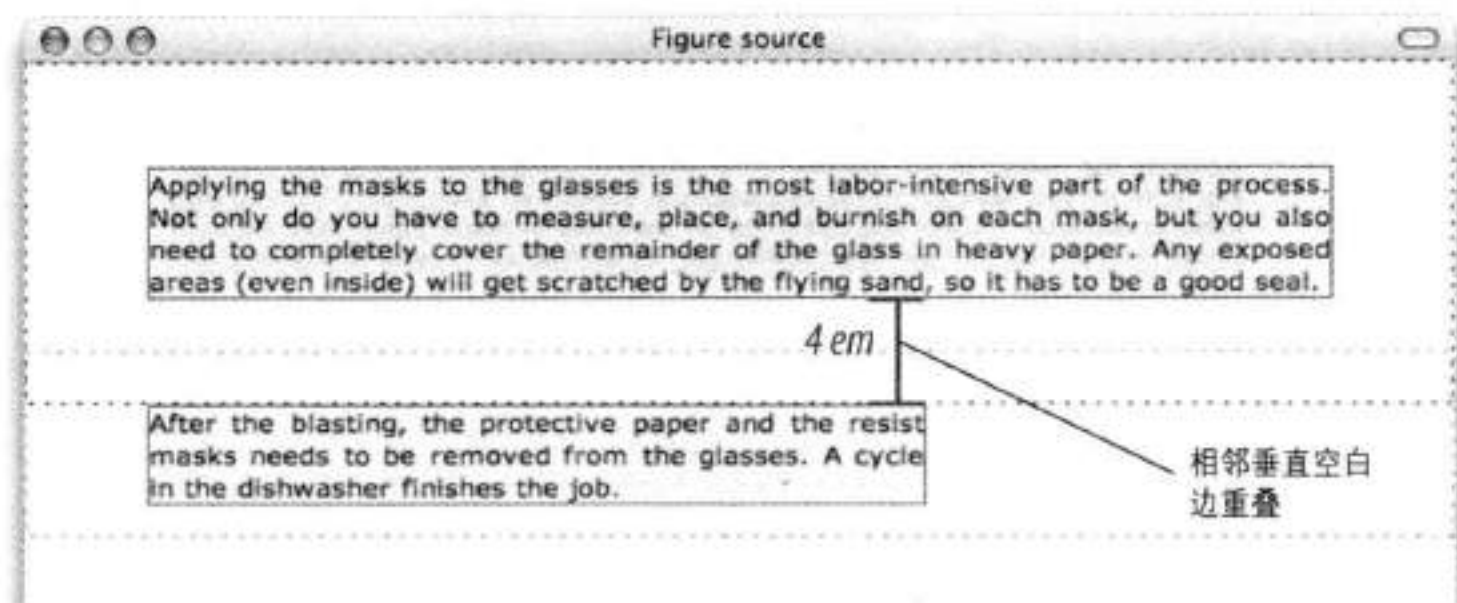 Figure source
Applying the masks to the glasses is the most labor-intensive part of the process.
Not only do you have to measure, place, and burnish on each mask, but you also
need to completely cover the remainder of the glass in heavy paper. Any exposed
areas (even inside) will get scratched by the flying sand, so it has to be a good seal.
4 em
After the blasting, the protective paper and the resist
masks needs to be removed from the glasses. A cycle
in the dishwasher finishes the job.
相邻垂直空白
边重叠